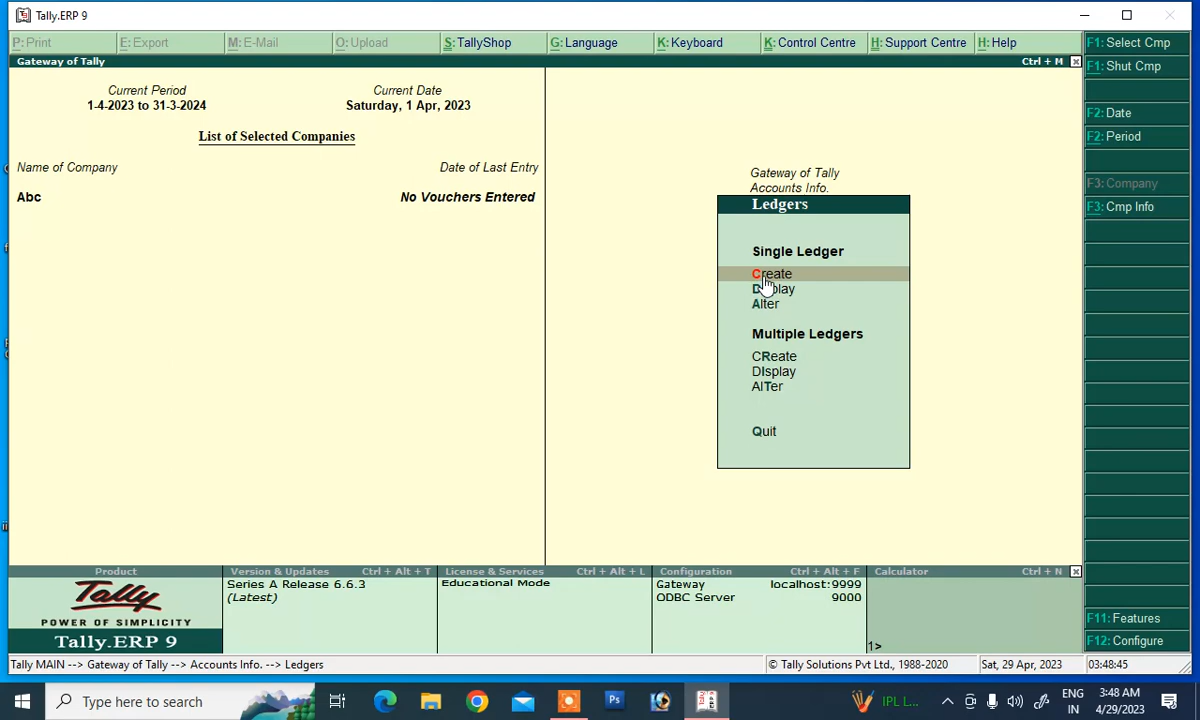 Tally.ERP 9
P: Print E: Export M: E-Mail O: Upload S: TallyShop G: Language K: Keyboard K: Control Centre H: Support Centre H: Help
Gateway of Tally Ctrl + M
Current Period Current Date
1-4-2023 to 31-3-2024 Saturday, 1 Apr, 2023
List of Selected Companies
Name of Company Date of Last Entry
Abc No Vouchers Entered
Gateway of Tally
Accounts Info.
Ledgers
Single Ledger
Create
Alter
Multiple Ledgers
CReate
DIsplay
AlTer
Quit
F1: Select Cmp
F1: Shut Cmp
F2: Date
F2: Period
F3: Company
F3: Cmp Info
F11: Features
F12: Configure
Product Version & Updates Ctrl + Alt + T License & Services Ctrl + Alt + L Configuration Ctrl + Alt + F Calculator Ctrl + N
Tally
POWER OF SIMPLICITY
Tally.ERP 9
Series A Release 6.6.3
(Latest)
Educational Mode
Gateway localhost:9999
ODBC Server 9000
1>
Tally MAIN --> Gateway of Tally --> Accounts Info. --> Ledgers © Tally Solutions Pvt Ltd., 1988-2020 Sat, 29 Apr, 2023 03:48:45
Type here to search
Ps
IPL L...
ENG
IN
3:48 AM
4/29/2023